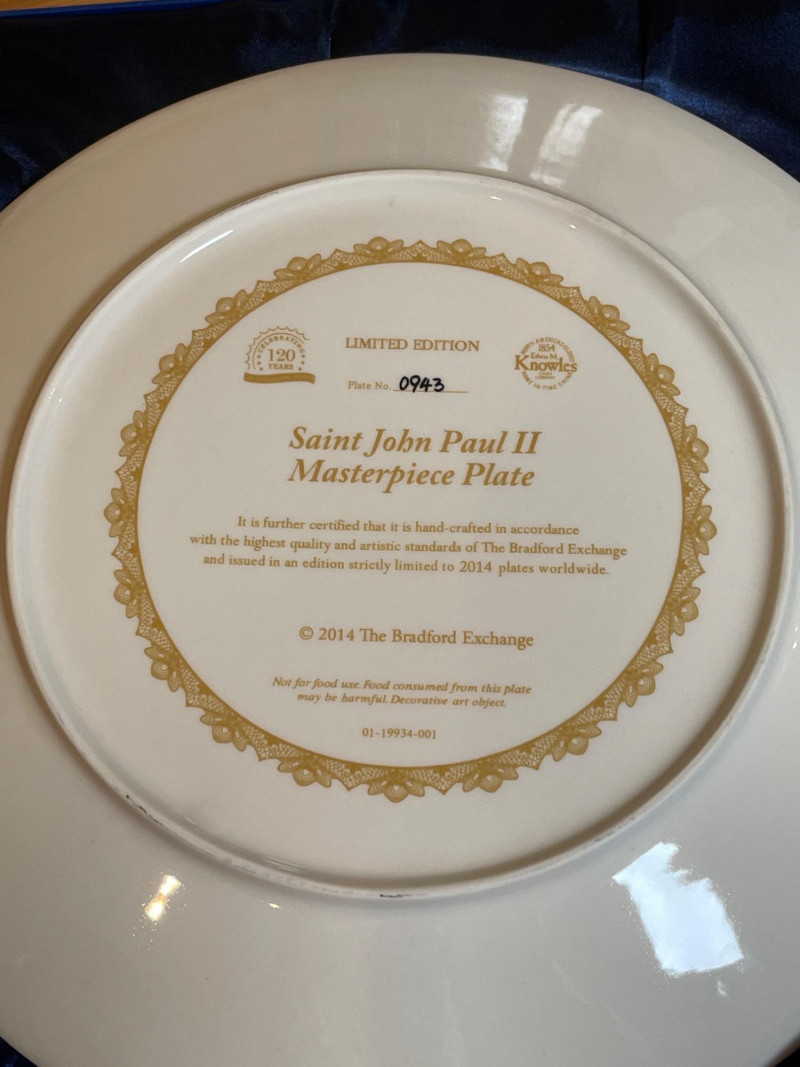 CELEBRATING
120
YEARS
LIMITED EDITION
Plate No. 0943
1854
Edwin M.
Knowles
Saint John Paul II
Masterpiece Plate
It is further certified that it is hand-crafted in accordance
with the highest quality and artistic standards of The Bradford Exchange
and issued in an edition strictly limited to 2014 plates worldwide.
© 2014 The Bradford Exchange
Not for food use. Food consumed from this plate
may be harmful. Decorative art object.
01-19934-001